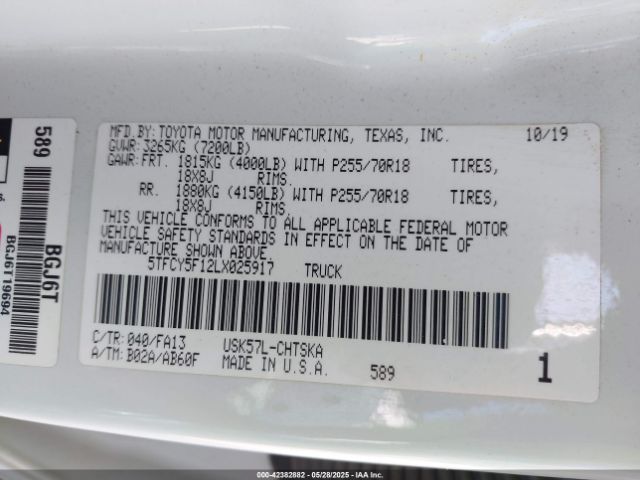 MFD.BY:TOYOTA MOTOR MANUFACTURING, TEXAS, INC. 10/19
GVWR:3265KG (7200LB)
GAWR:FRT. 1815KG (4000LB) WITH P255/70R18 TIRES,
18X8J RIMS.
RR. 1880KG (4150LB) WITH P255/70R18 TIRES,
18X8J RIMS.
THIS VEHICLE CONFORMS TO ALL APPLICABLE FEDERAL MOTOR
VEHICLE SAFETY STANDARDS IN EFFECT ON THE DATE OF
MANUFACTURE SHOWN ABOVE.
5TFCY5F12LX025917 TRUCK
C/TR:040/FA13 USK57L-CHTSKA
A/TM:B02A/AB60F MADE IN U.S.A. 589 1
589
BGJ6T
BGJ6T19694
000-42382882 / 05/28/2025 / IAA Inc.